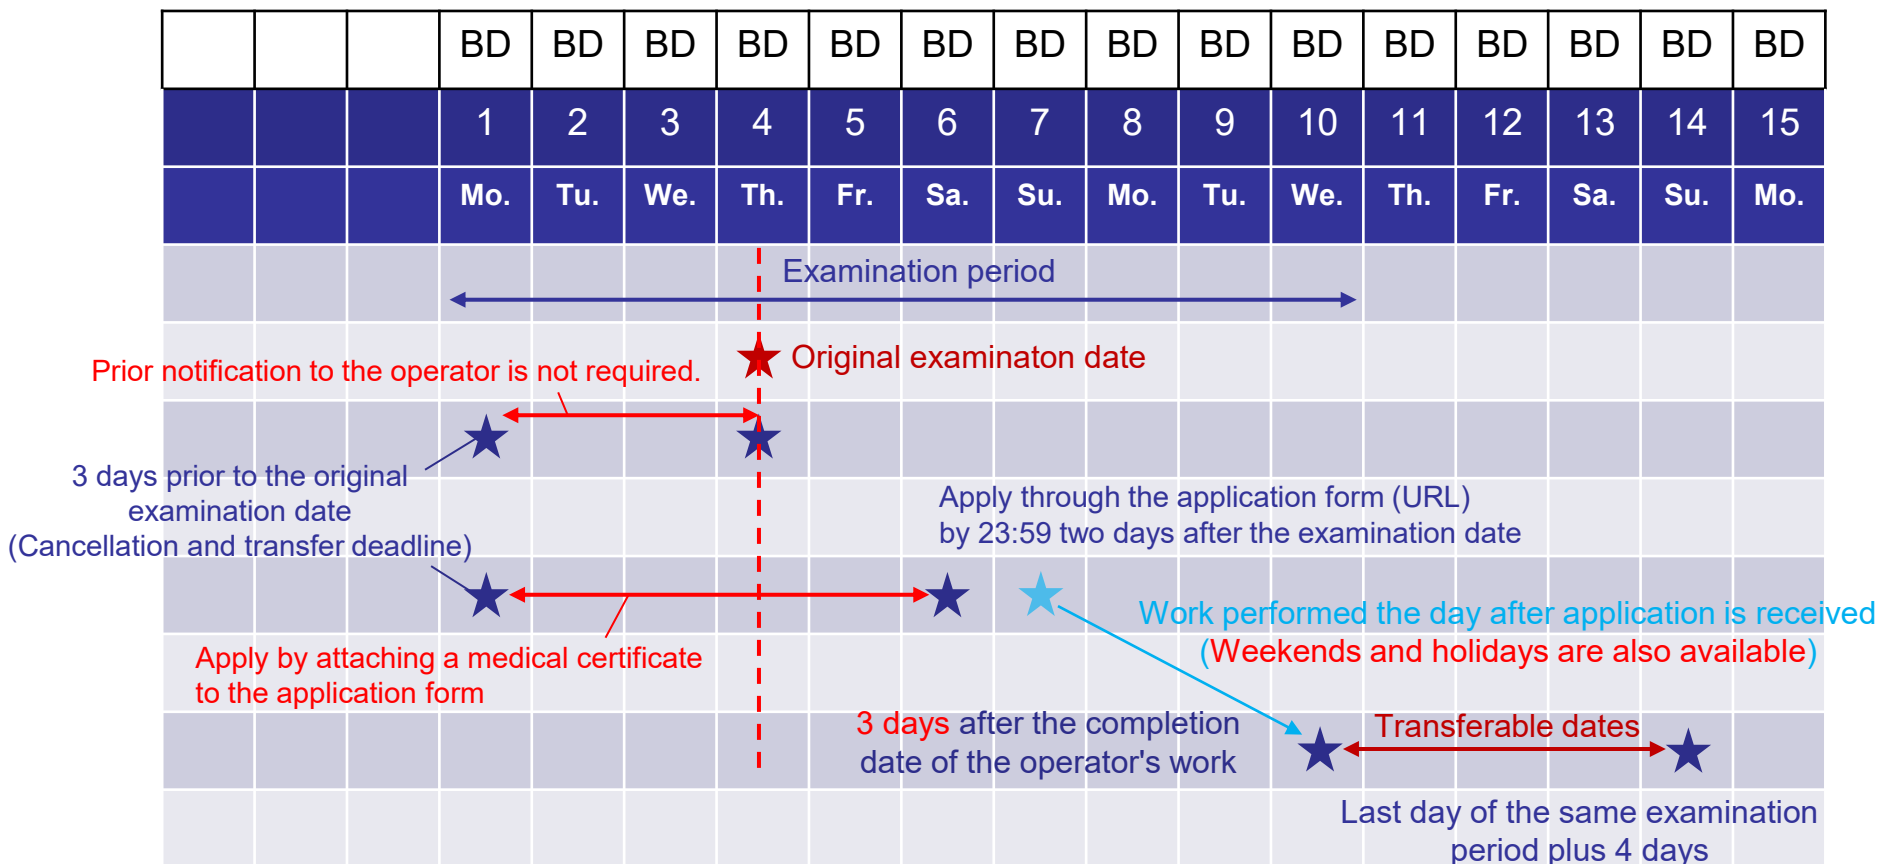 BD BD BD BD BD BD BD BD BD BD BD BD BD BD BD
1 2 3 4 5 6 7 8 9 10 11 12 13 14 15
Mo. Tu. We. Th. Fr. Sa. Su. Mo. Tu. We. Th. Fr. Sa. Su. Mo.
Examination period
Original examinaton date
Prior notification to the operator is not required.
3 days prior to the original
examination date
(Cancellation and transfer deadline)
Apply through the application form (URL)
by 23:59 two days after the examination date
Work performed the day after application is received
(Weekends and holidays are also available)
Apply by attaching a medical certificate
to the application form
3 days after the completion
date of the operator's work
Transferable dates
Last day of the same examination
period plus 4 days